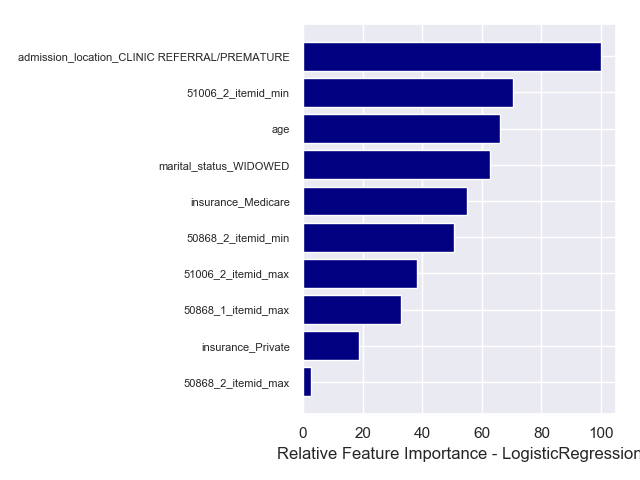 admission_location_CLINIC REFERRAL/PREMATURE
51006_2_itemid_min
age
marital_status_WIDOWED
insurance_Medicare
50868_2_itemid_min
51006_2_itemid_max
50868_1_itemid_max
insurance_Private
50868_2_itemid_max
0 20 40 60 80 100
Relative Feature Importance - LogisticRegression